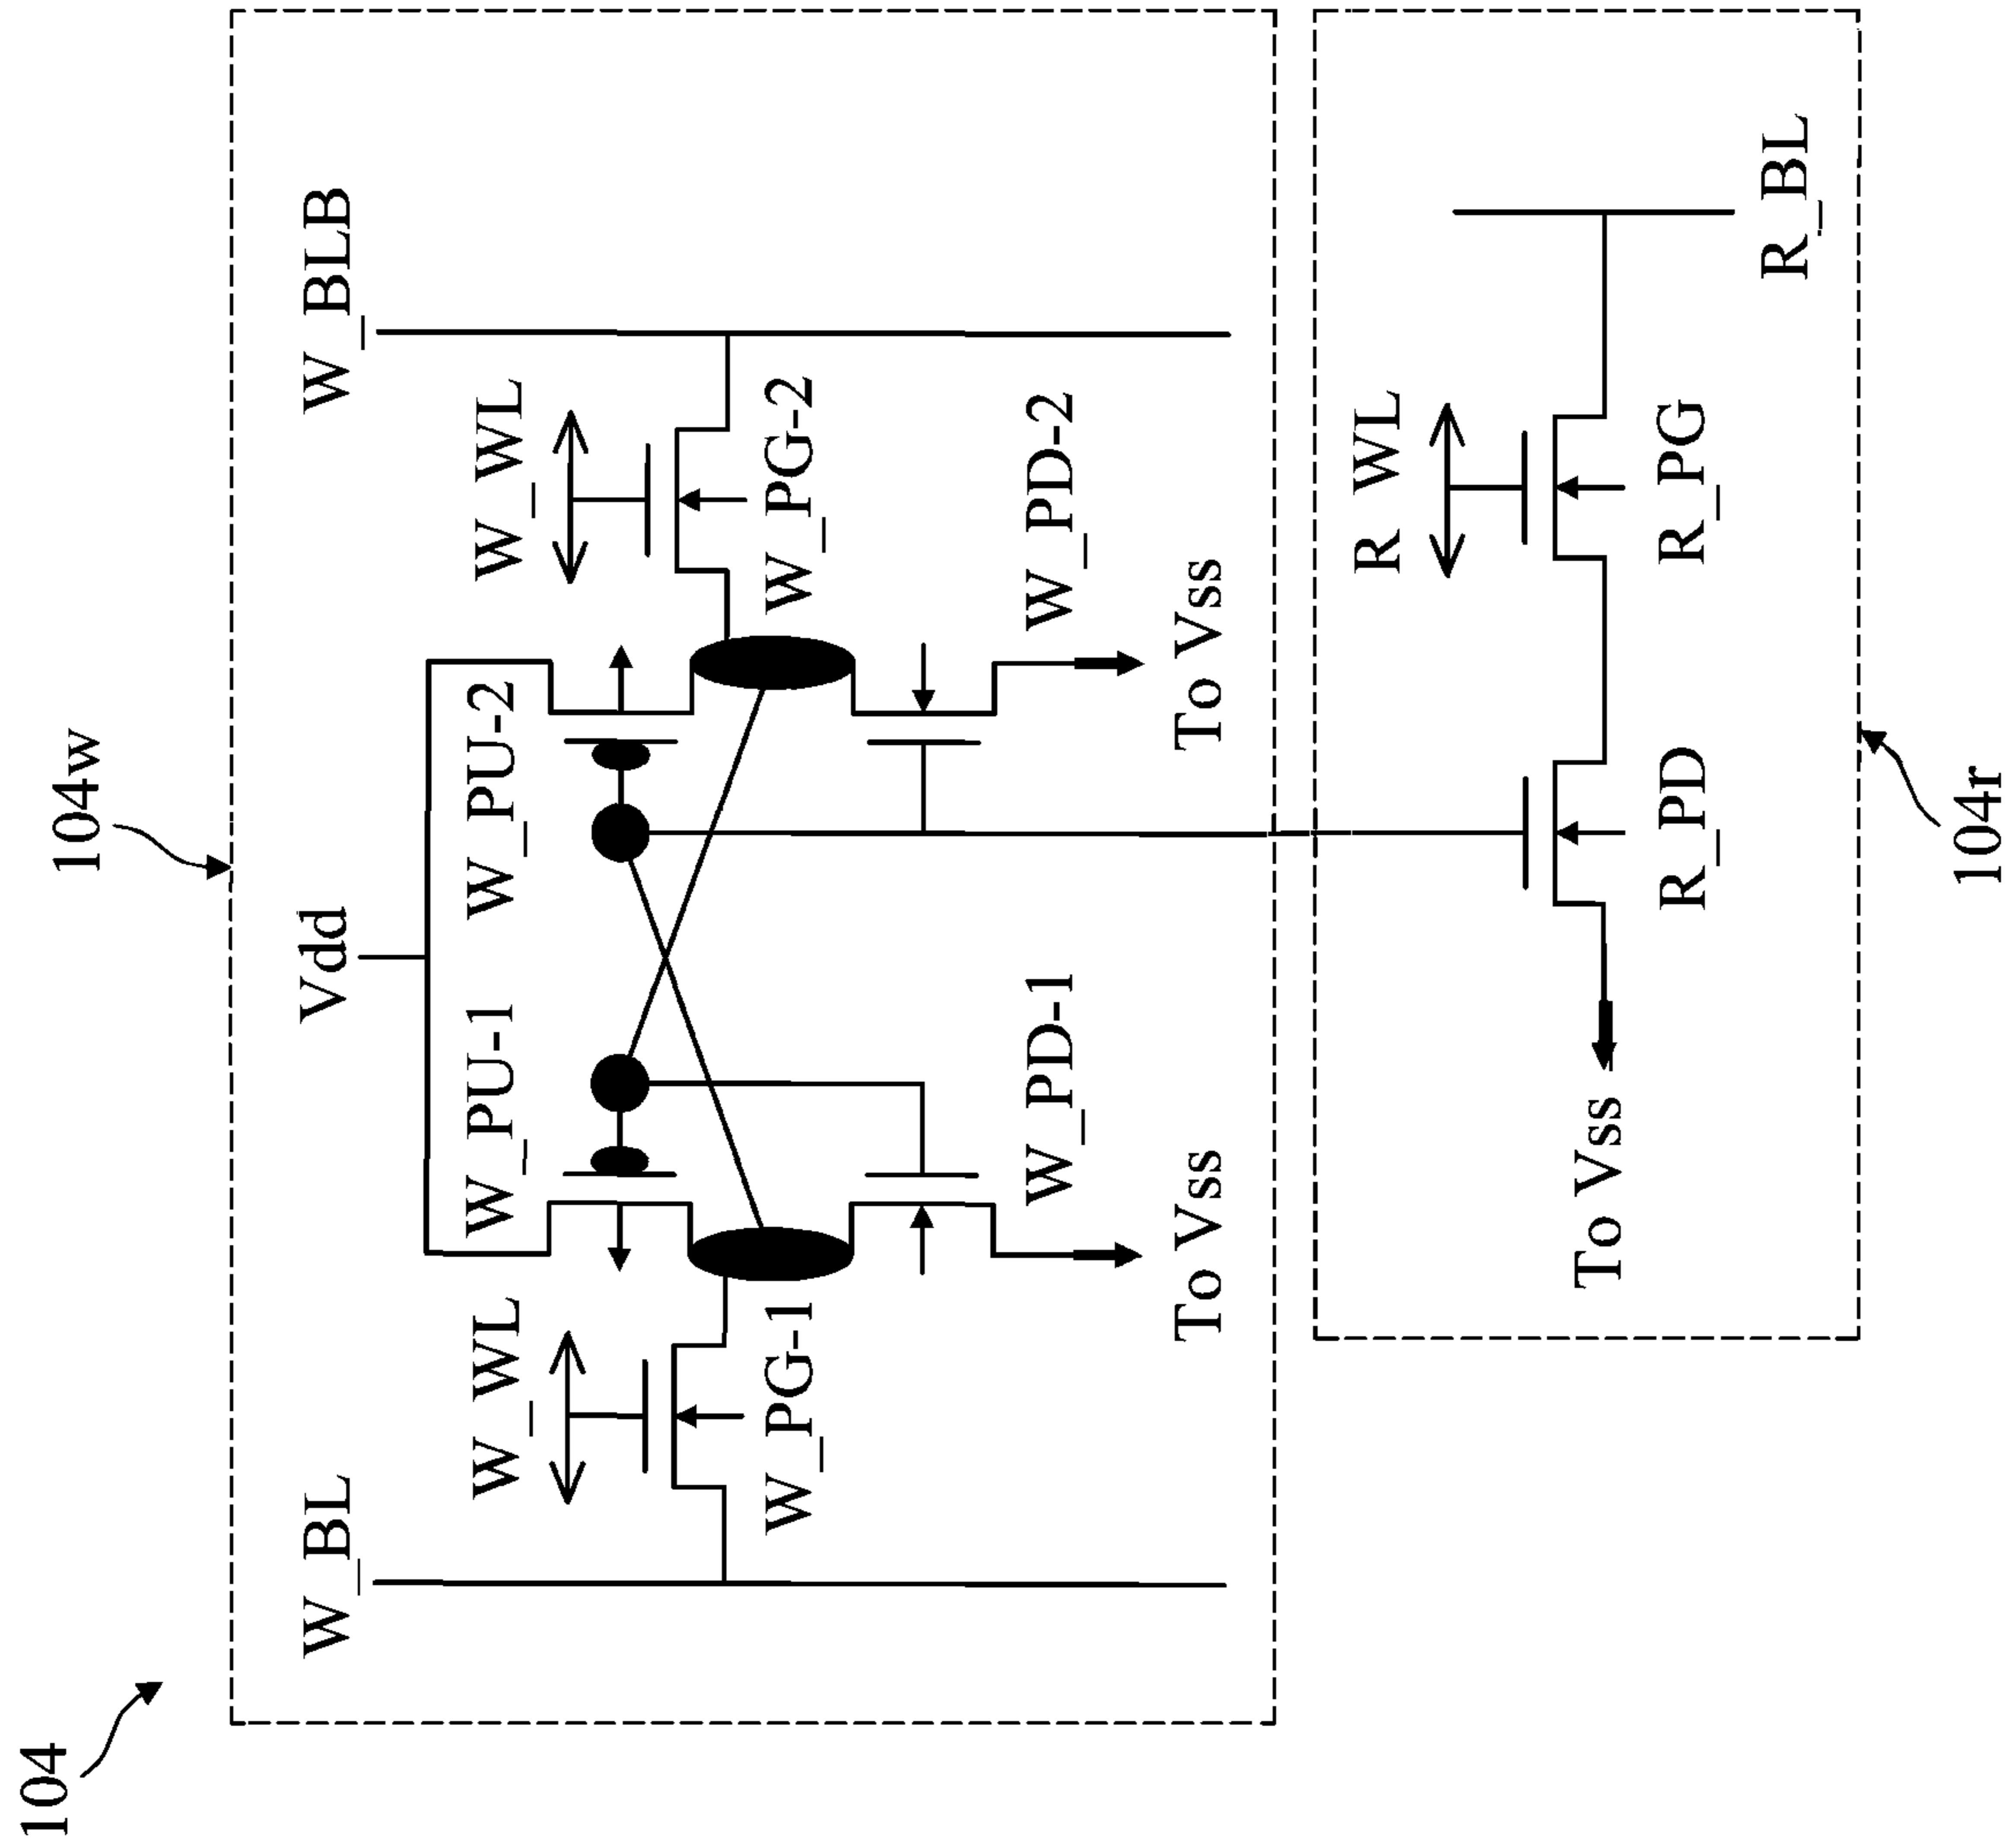 104
104w
W_BL
Vdd
W_BLB
W_WL
W_PU-1
W_PU-2
W_WL
W_PG-1
W_PG-2
W_PD-1
W_PD-2
To Vss
To Vss
R_WL
To Vss
R_PD
R_PG
R_BL
104r